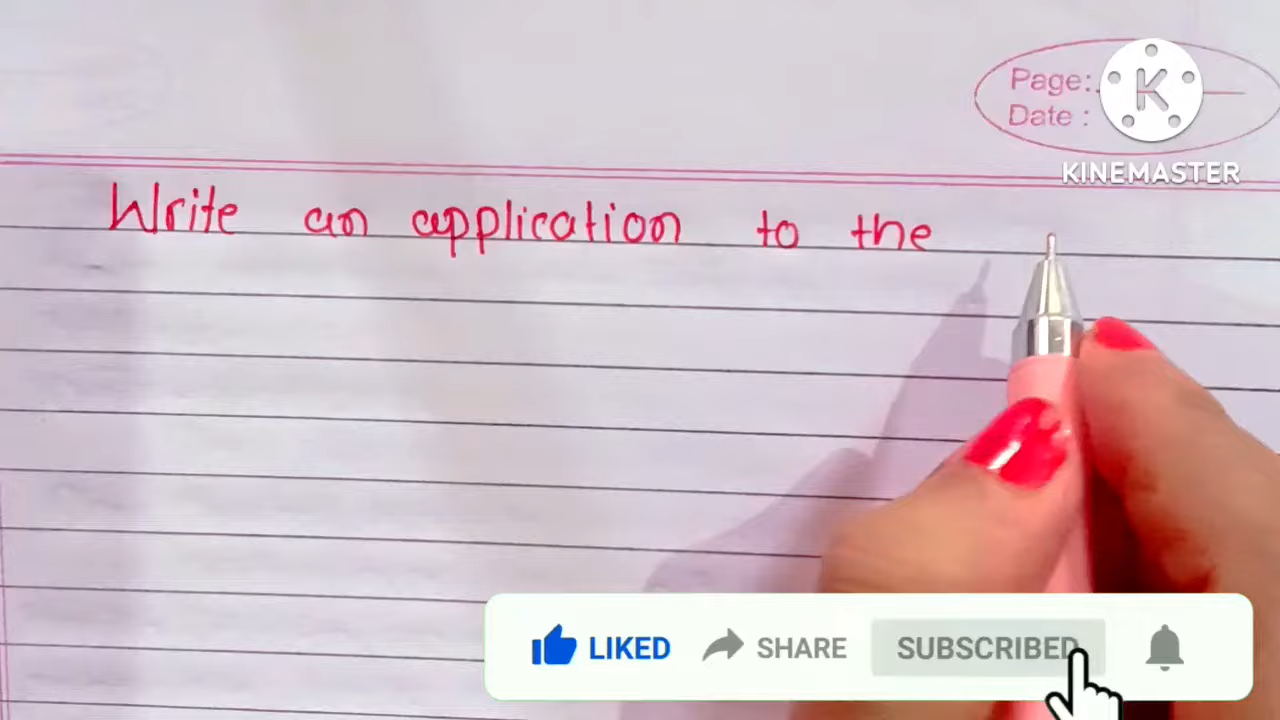 Page:
Date :
KINEMASTER
Write an application to the
LIKED SHARE SUBSCRIBED